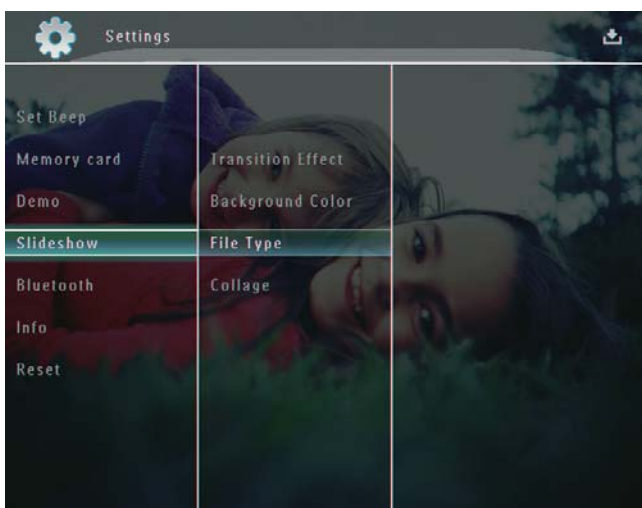 Settings
Set Beep
Memory card
Demo
Slideshow
Bluetooth
Info
Reset
Transition Effect
Background Color
File Type
Collage